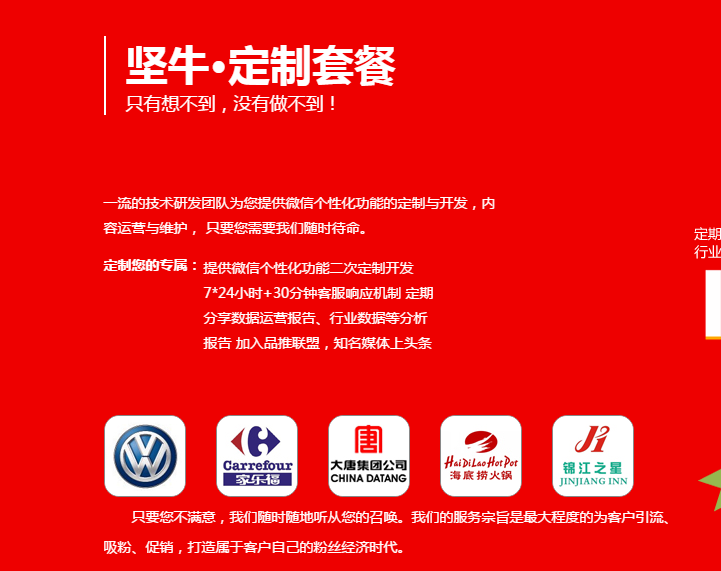 坚牛•定制套餐
只有想不到，没有做不到！
一流的技术研发团队为您提供微信个性化功能的定制与开发，内
容运营与维护， 只要您需要我们随时待命。
定制您的专属： 提供微信个性化功能二次定制开发
7*24小时+30分钟客服响应机制 定期
分享数据运营报告、行业数据等分析
报告 加入品推联盟，知名媒体上头条
定期
行业
Carrefour
家乐福
唐
大唐集团公司
CHINA DATANG
HaiDiLaoHotPot
海底捞火锅
锦江之星
JINJIANG INN
只要您不满意，我们随时随地听从您的召唤。我们的服务宗旨是最大程度的为客户引流、
吸粉、促销，打造属于客户自己的粉丝经济时代。